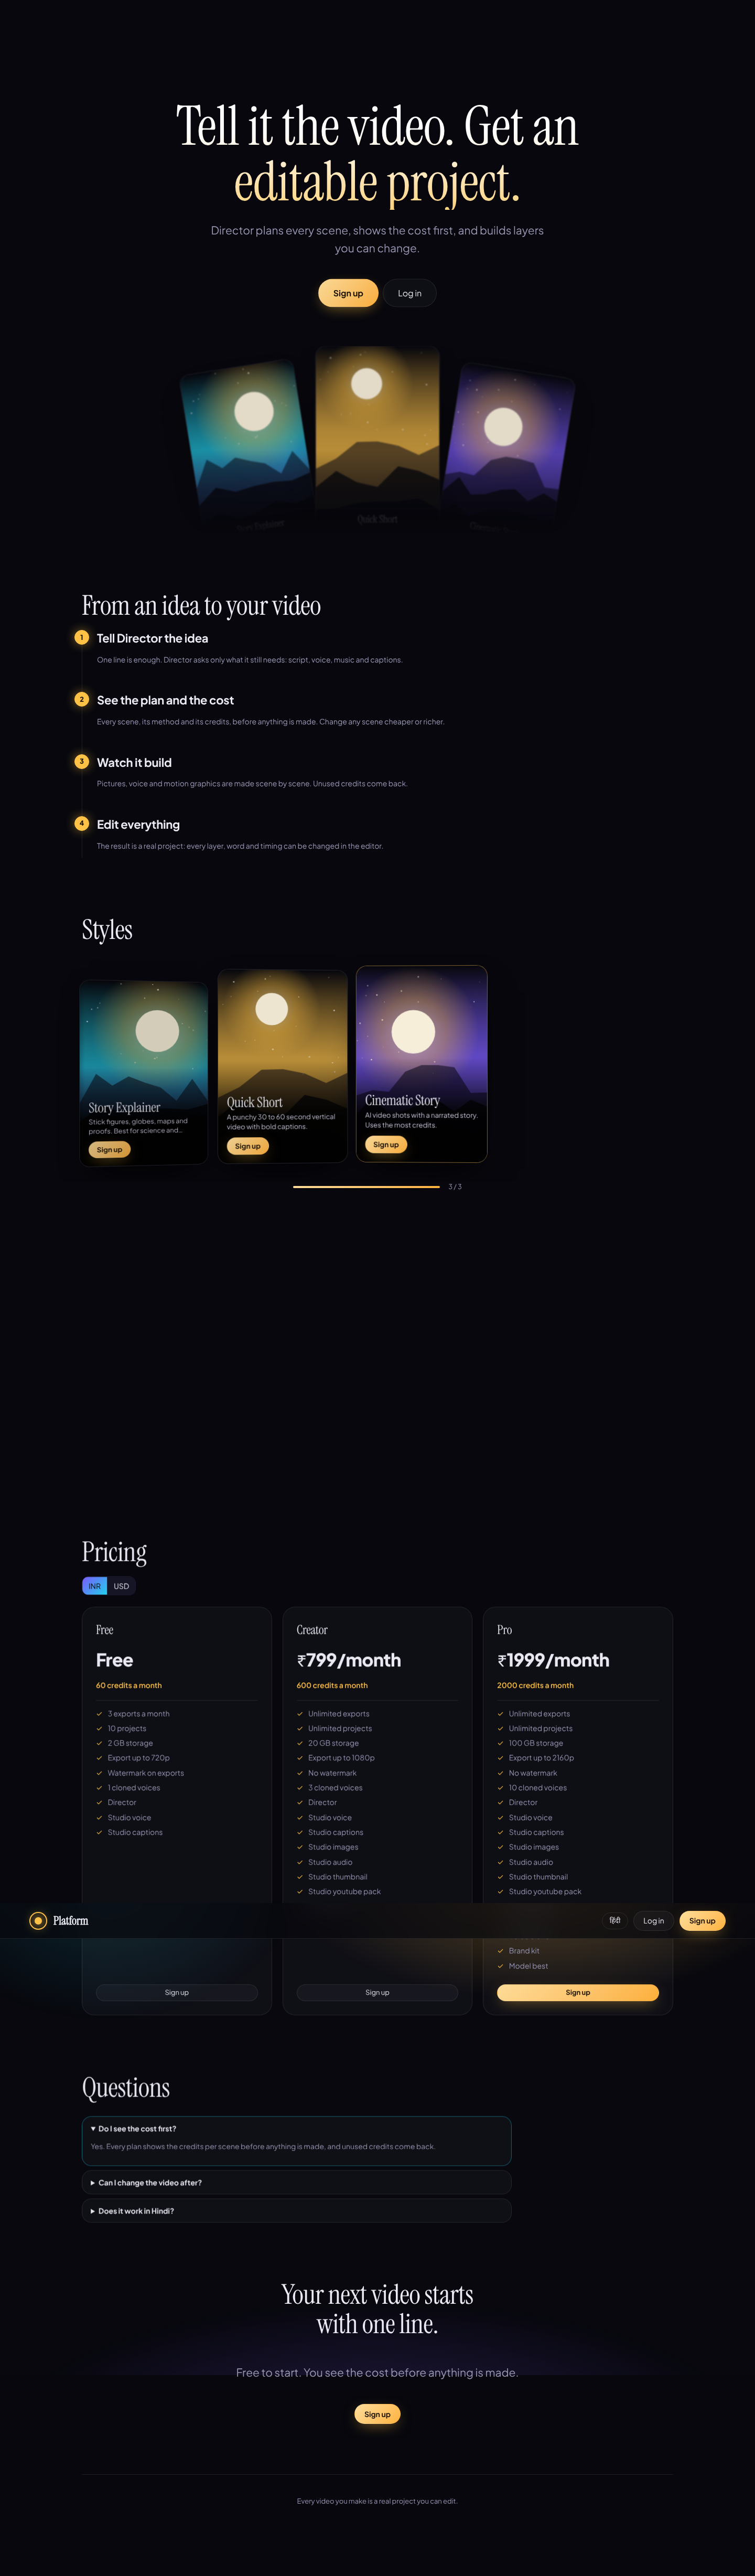 Tell it the video. Get an
editable project.
Director plans every scene, shows the cost first, and builds layers
you can change.
Sign up
Log in
Quick Short
From an idea to your video
1
Tell Director the idea
One line is enough. Director asks only what it still needs: script, voice, music and captions.
2
See the plan and the cost
Every scene, its method and its credits, before anything is made. Change any scene cheaper or richer.
3
Watch it build
Pictures, voice and motion graphics are made scene by scene. Unused credits come back.
4
Edit everything
The result is a real project: every layer, word and timing can be changed in the editor.
Styles
Story Explainer
Stick figures, globes, maps and
proofs. Best for science and...
Sign up
Quick Short
A punchy 30 to 60 second vertical
video with bold captions.
Sign up
Cinematic Story
AI video shots with a narrated story.
Uses the most credits.
Sign up
3 / 3
Pricing
INR
USD
Free
Free
60 credits a month
3 exports a month
10 projects
2 GB storage
Export up to 720p
Watermark on exports
1 cloned voices
Director
Studio voice
Studio captions
Sign up
Creator
₹799/month
600 credits a month
Unlimited exports
Unlimited projects
20 GB storage
Export up to 1080p
No watermark
3 cloned voices
Director
Studio voice
Studio captions
Studio images
Studio audio
Studio thumbnail
Studio youtube pack
Sign up
Pro
₹1999/month
2000 credits a month
Unlimited exports
Unlimited projects
100 GB storage
Export up to 2160p
No watermark
10 cloned voices
Director
Studio voice
Studio captions
Studio images
Studio audio
Studio thumbnail
Studio youtube pack
Brand kit
Model best
Sign up
Platform
हिंदी
Log in
Sign up
Questions
Do I see the cost first?
Yes. Every plan shows the credits per scene before anything is made, and unused credits come back.
Can I change the video after?
Does it work in Hindi?
Your next video starts
with one line.
Free to start. You see the cost before anything is made.
Sign up
Every video you make is a real project you can edit.